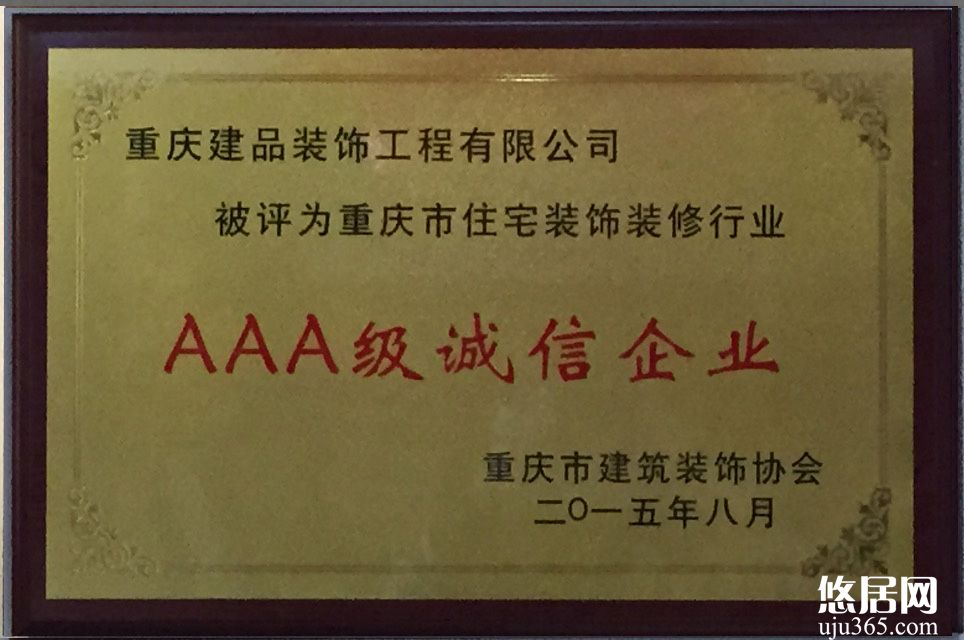 重庆建品装饰工程有限公司
被评为重庆市住宅装饰装修行业
AAA级诚信企业
重庆市建筑装饰协会
二O一五年八月
悠居网
uju365.com